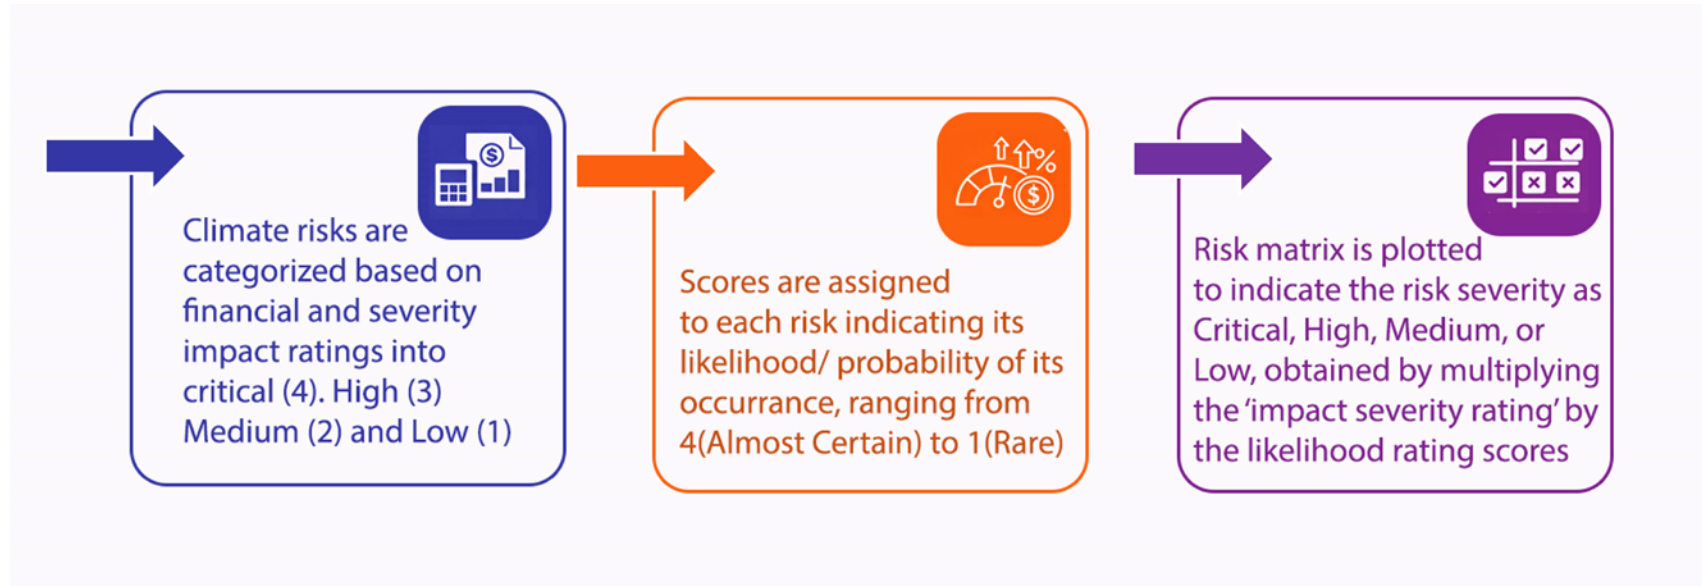 Climate risks are
categorized based on
financial and severity
impact ratings into
critical (4). High (3)
Medium (2) and Low (1)
Scores are assigned
to each risk indicating its
likelihood/ probability of its
occurrance, ranging from
4(Almost Certain) to 1(Rare)
Risk matrix is plotted
to indicate the risk severity as
Critical, High, Medium, or
Low, obtained by multiplying
the ‘impact severity rating’ by
the likelihood rating scores